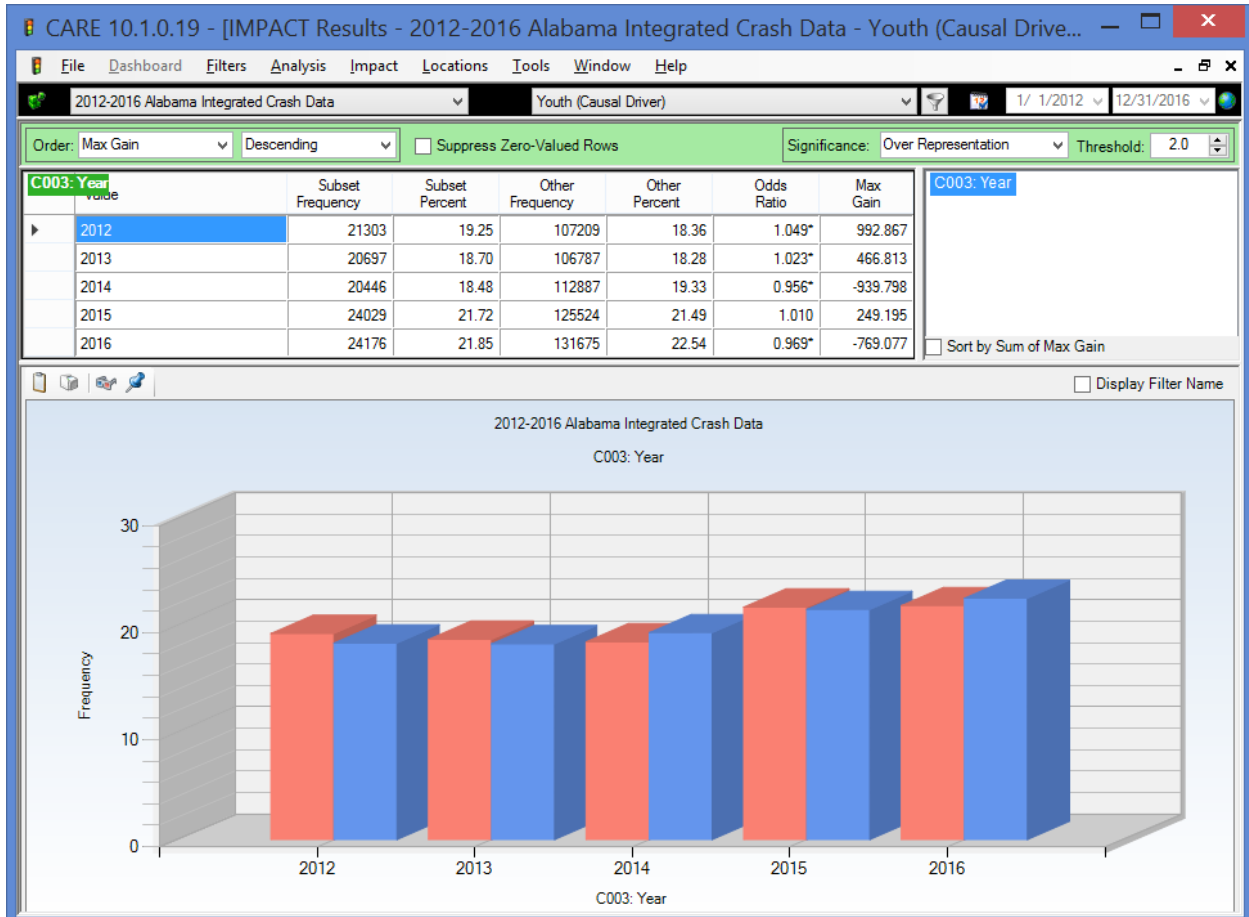 CARE 10.1.0.19 - [IMPACT Results - 2012-2016 Alabama Integrated Crash Data - Youth (Causal Drive...
File Dashboard Filters Analysis Impact Locations Tools Window Help
2012-2016 Alabama Integrated Crash Data Youth (Causal Driver) 1/ 1/2012 12/31/2016
Order: Max Gain Descending Suppress Zero-Valued Rows Significance: Over Representation Threshold: 2.0
C003: Year Value Subset Frequency Subset Percent Other Frequency Other Percent Odds Ratio Max Gain C003: Year
2012 21303 19.25 107209 18.36 1.049* 992.867
2013 20697 18.70 106787 18.28 1.023* 466.813
2014 20446 18.48 112887 19.33 0.956* -939.798
2015 24029 21.72 125524 21.49 1.010 249.195
2016 24176 21.85 131675 22.54 0.969* -769.077 Sort by Sum of Max Gain
Display Filter Name
2012-2016 Alabama Integrated Crash Data
C003: Year
30
20
10
0
Frequency
2012 2013 2014 2015 2016
C003: Year